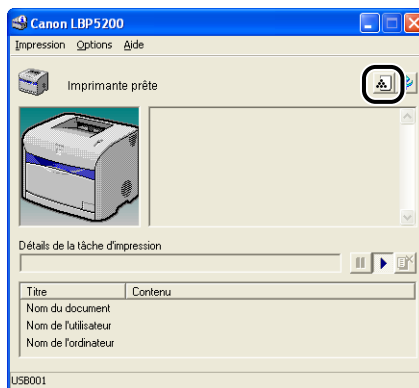 Canon LBP5200
Impression Options Aide
Imprimante prête
Détails de la tâche d'impression
Titre Contenu
Nom du document
Nom de l'utilisateur
Nom de l'ordinateur
USB001